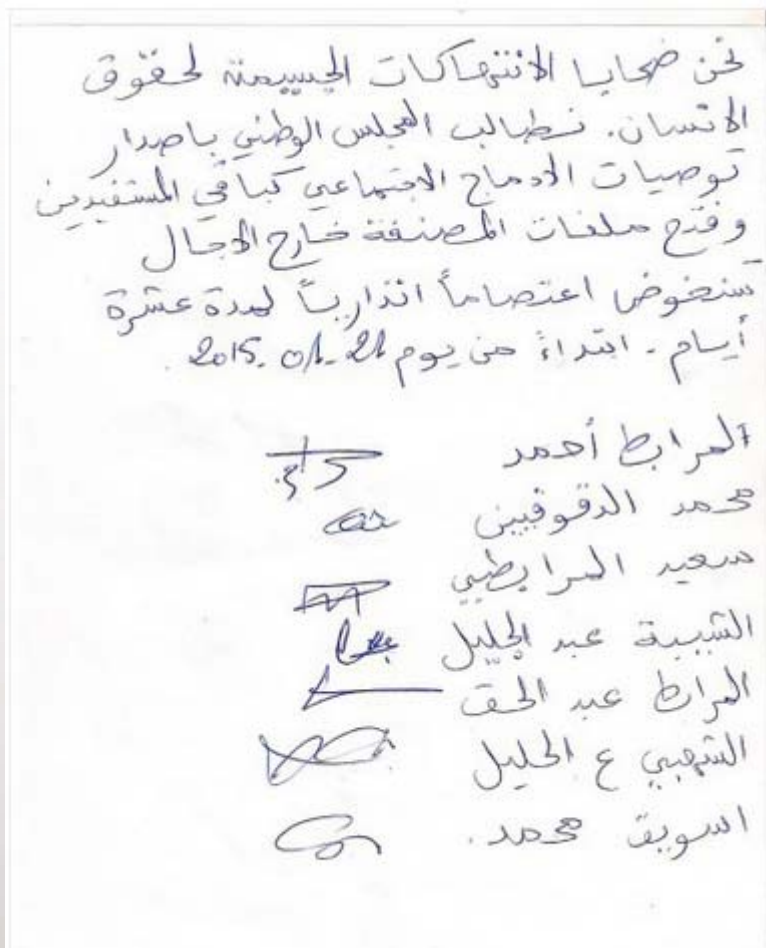 نحن ضحايا الانتهاكات الجسيمة لحقوق
الانسان. نطالب المجلس الوطني باصدار
توصيات الادماج الاجتماعي كباقي المستفيدين
وفتح ملفات المصنفة خارج الاجال
سنخوض اعتصاماً انذارياً لمدة عشرة
أيام - ابتداءً من يوم 21-01-2015.
المرابط أحمد
محمد
سعيد المرابطي
الشبيبة عبد الجليل
المرابط عبد الحق
الشهبي ع الجليل
اسويق محمد.